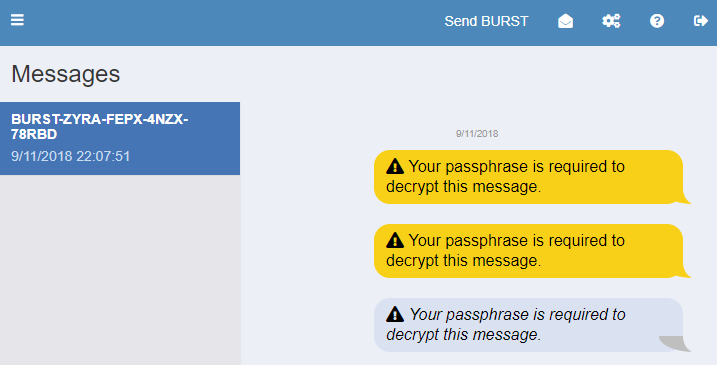 Send BURST
Messages
BURST-ZYRA-FEPX-4NZX-
78RBD
9/11/2018 22:07:51
9/11/2018
Your passphrase is required to
decrypt this message.
Your passphrase is required to
decrypt this message.
Your passphrase is required to
decrypt this message.